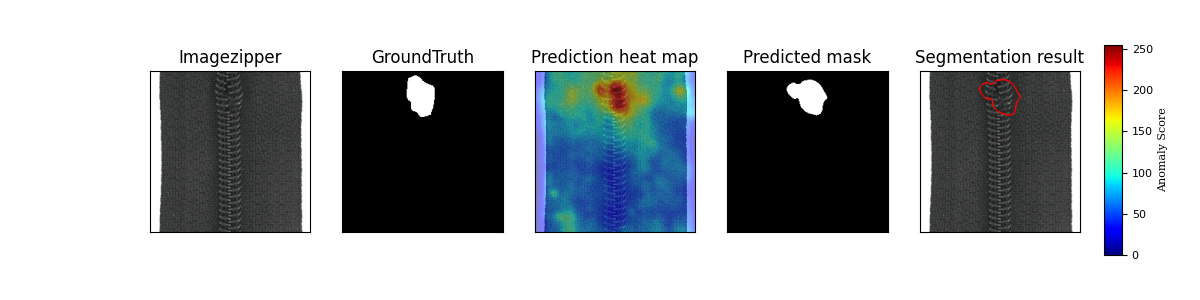 Imagezipper
GroundTruth
Prediction heat map
Predicted mask
Segmentation result
250
200
150
100
50
0
Anomaly Score